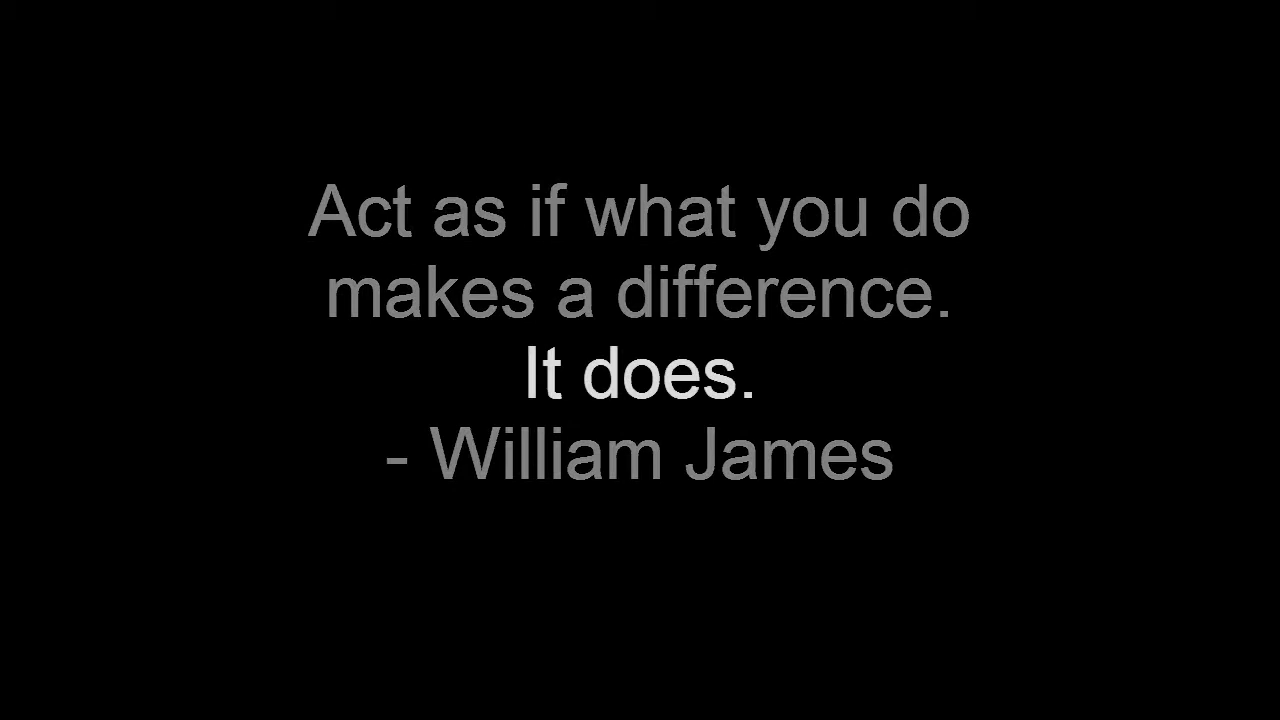 Act as if what you do
makes a difference.
It does.
- William James